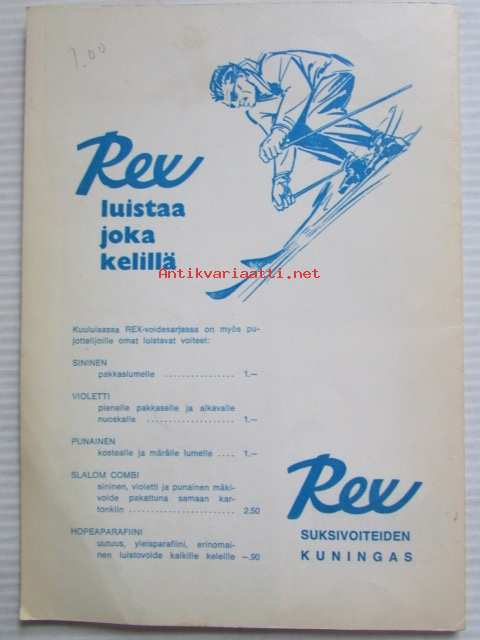 1.00
Rex
luistaa
joka
kelillä
Antikvariaatti.net
Kuuluisassa REX-voidesarjassa on myös pu-
jottelijoille omat luistavat voiteet:
SININEN
pakkaslumelle ................. 1.—
VIOLETTI
pienelle pakkaselle ja alkavalle
nuoskalle ..................... 1.—
PUNAINEN
kostealle ja märälle lumelle .... 1.—
SLALOM COMBI
sininen, violetti ja punainen mäki-
voide pakattuna samaan kar-
tonkiin ......................... 2.50
HOPEAPARAFIINI
uutuus, yleisparafiini, erinomai-
nen luistovoide kaikille keleille —.90
Rex
SUKSIVOITEIDEN
KUNINGAS